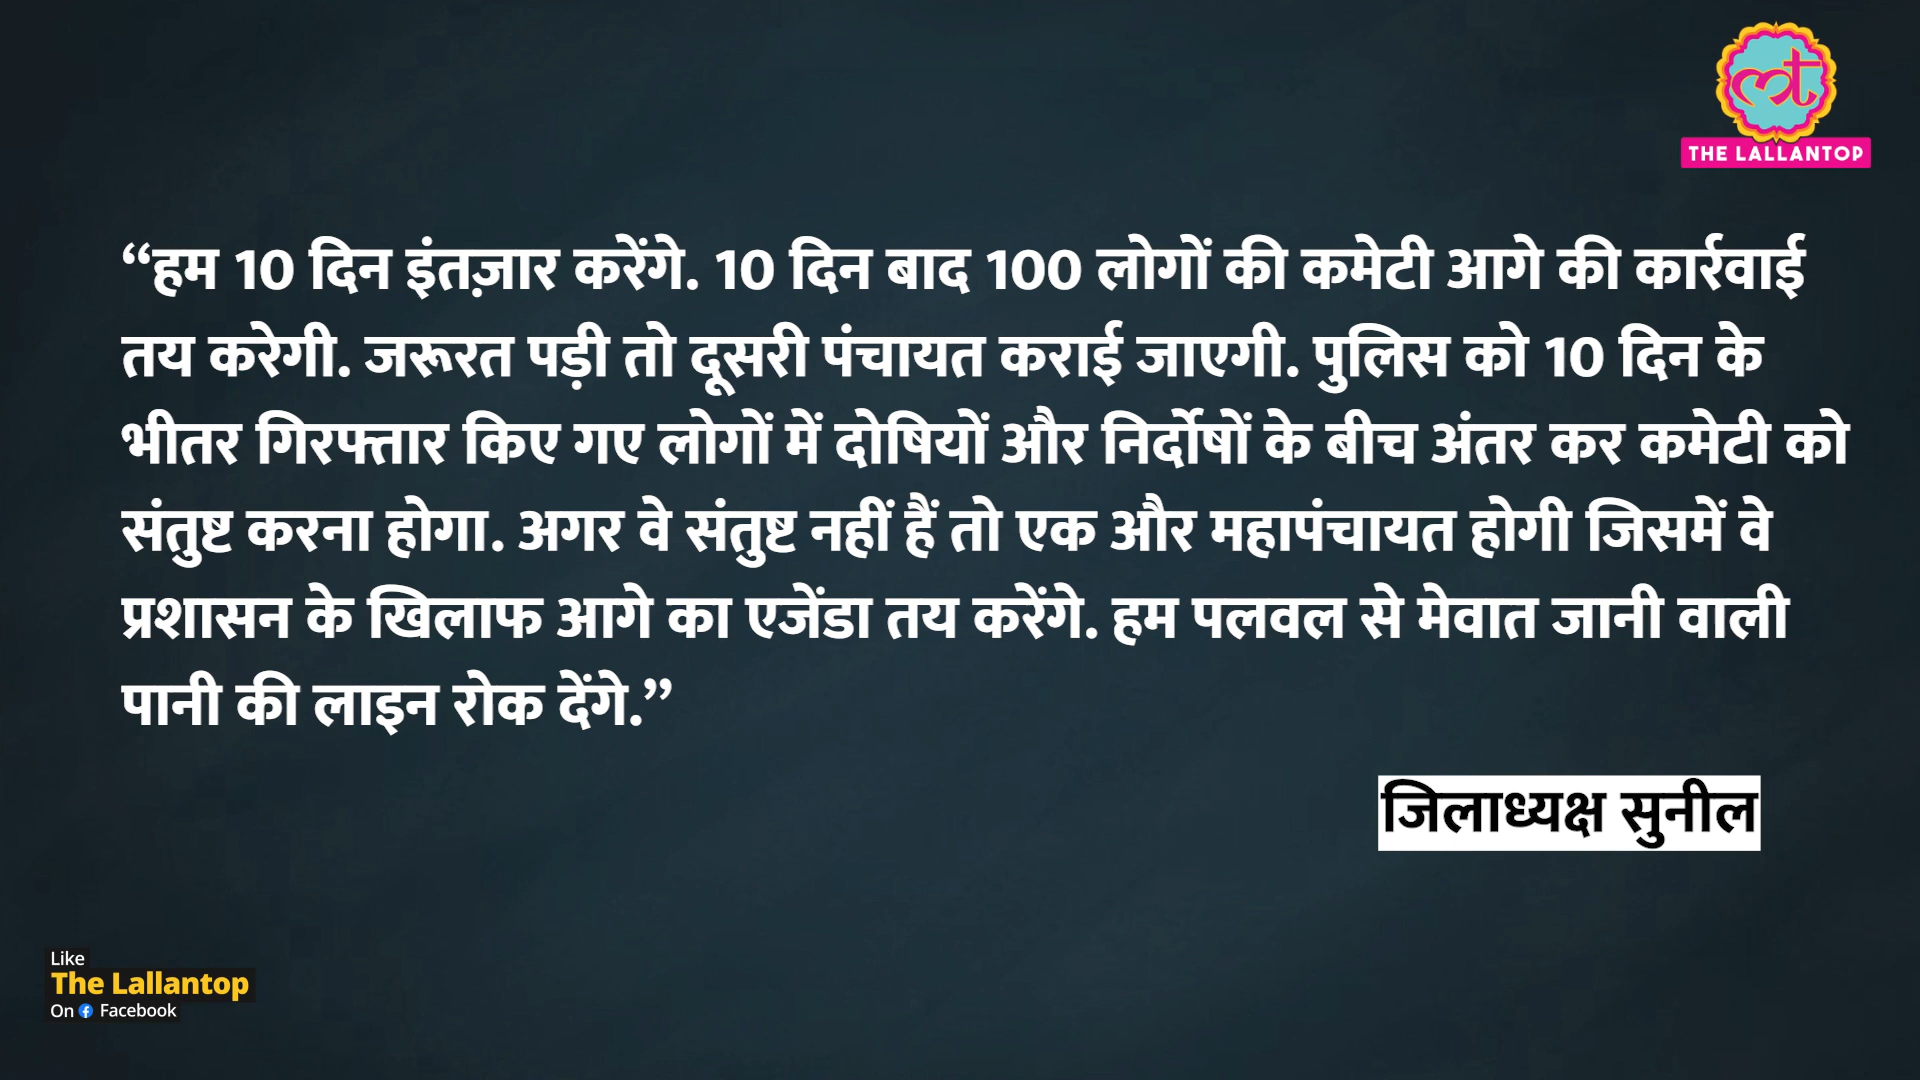 लT
THE LALLANTOP
“हम 10 दिन इंतज़ार करेंगे. 10 दिन बाद 100 लोगों की कमेटी आगे की कार्रवाई
तय करेगी. जरूरत पड़ी तो दूसरी पंचायत कराई जाएगी. पुलिस को 10 दिन के
भीतर गिरफ्तार किए गए लोगों में दोषियों और निर्दोषों के बीच अंतर कर कमेटी को
संतुष्ट करना होगा. अगर वे संतुष्ट नहीं हैं तो एक और महापंचायत होगी जिसमें वे
प्रशासन के खिलाफ आगे का एजेंडा तय करेंगे. हम पलवल से मेवात जानी वाली
पानी की लाइन रोक देंगे.”
जिलाध्यक्ष सुनील
Like
The Lallantop
On Facebook